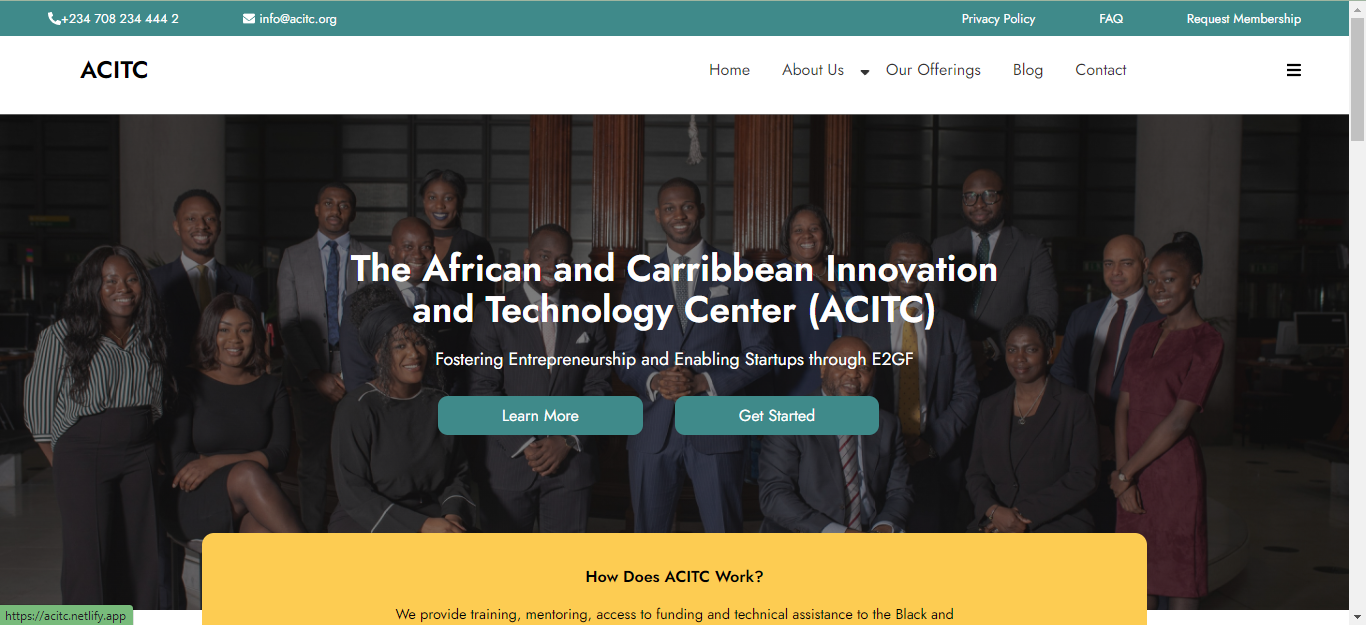 +234 708 234 444 2 info@acitc.org Privacy Policy FAQ Request Membership
ACITC Home About Us Our Offerings Blog Contact
The African and Carribbean Innovation
and Technology Center (ACITC)
Fostering Entrepreneurship and Enabling Startups through E2GF
Learn More Get Started
How Does ACITC Work?
We provide training, mentoring, access to funding and technical assistance to the Black and
https://acitc.netlify.app